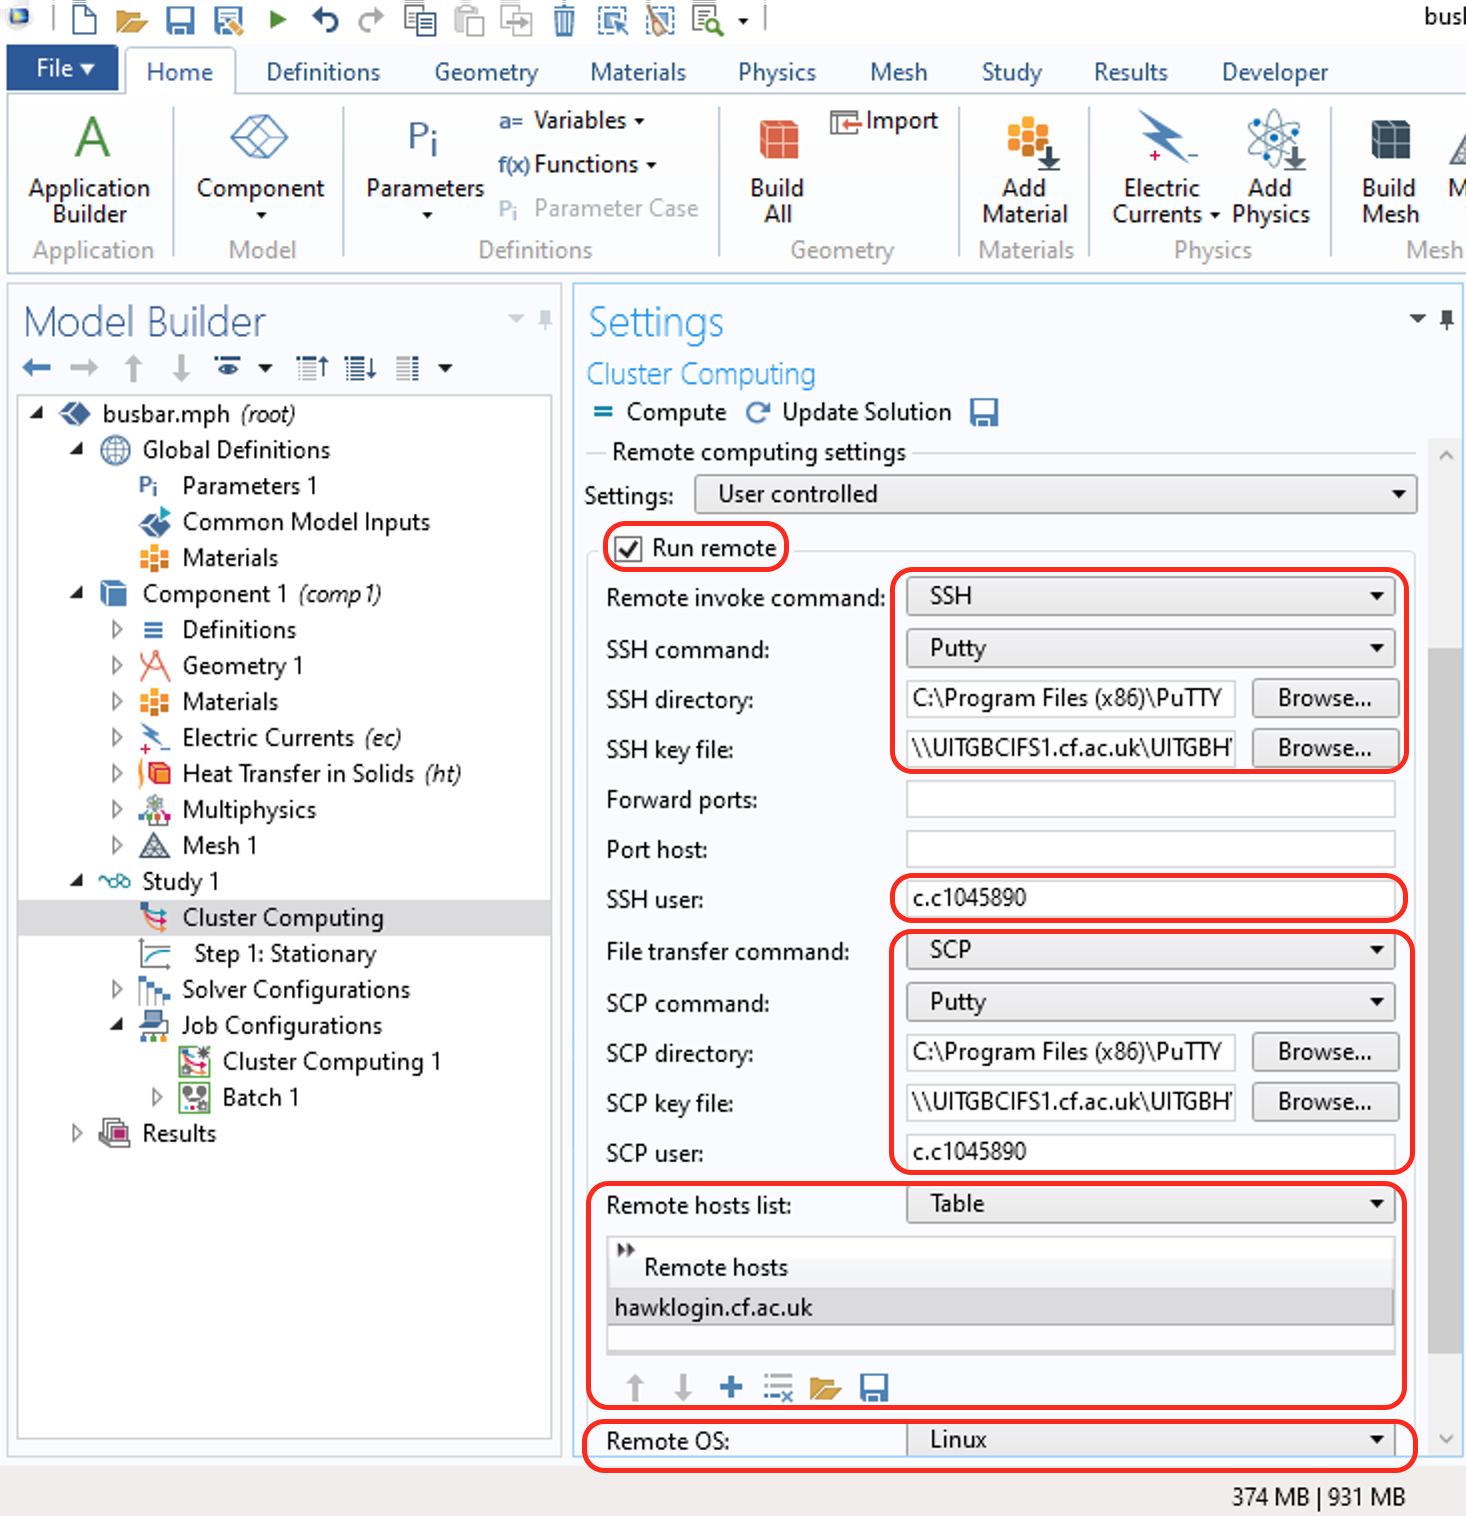 busl
File Home Definitions Geometry Materials Physics Mesh Study Results Developer
A Pi a= Variables Import
f(x) Functions
Application Component Parameters Build Add Electric Add Build
Pi Parameter Case
Builder All Material Currents Physics Mesh
Application Model Definitions Geometry Materials Physics Mesh
Model Builder
busbar.mph (root)
Global Definitions
Pi Parameters 1
Common Model Inputs
Materials
Component 1 (comp1)
Definitions
Geometry 1
Materials
Electric Currents (ec)
Heat Transfer in Solids (ht)
Multiphysics
Mesh 1
Study 1
Cluster Computing
Step 1: Stationary
Solver Configurations
Job Configurations
Cluster Computing 1
Batch 1
Results
Settings
Cluster Computing
= Compute Update Solution
Remote computing settings
Settings: User controlled
Run remote
Remote invoke command: SSH
SSH command: Putty
SSH directory: C:\Program Files (x86)\PuTTY Browse...
SSH key file: \\UITGBCIFS1.cf.ac.uk\UITGBH Browse...
Forward ports:
Port host:
SSH user: c.c1045890
File transfer command: SCP
SCP command: Putty
SCP directory: C:\Program Files (x86)\PuTTY Browse...
SCP key file: \\UITGBCIFS1.cf.ac.uk\UITGBH Browse...
SCP user: c.c1045890
Remote hosts list: Table
Remote hosts
hawklogin.cf.ac.uk
Remote OS: Linux
374 MB | 931 MB